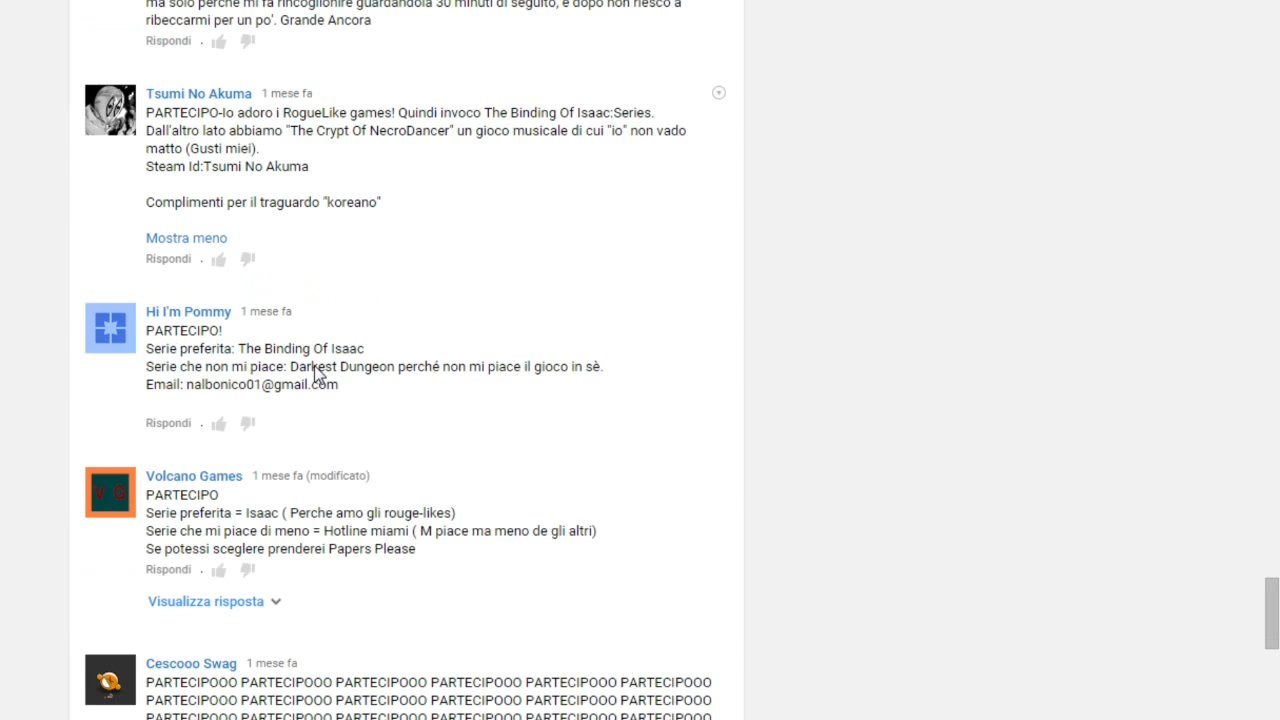 ma solo perché mi fa rincoglionire guardandola 30 minuti di seguito, e dopo non riesco a
ribeccarmi per un po'. Grande Ancora
Rispondi .
Tsumi No Akuma 1 mese fa
PARTECIPO-Io adoro i RogueLike games! Quindi invoco The Binding Of Isaac:Series.
Dall'altro lato abbiamo "The Crypt Of NecroDancer" un gioco musicale di cui "io" non vado
matto (Gusti miei).
Steam Id:Tsumi No Akuma
Complimenti per il traguardo "koreano"
Mostra meno
Rispondi .
Hi I'm Pommy 1 mese fa
PARTECIPO!
Serie preferita: The Binding Of Isaac
Serie che non mi piace: Darkest Dungeon perché non mi piace il gioco in sè.
Email: nalbonico01@gmail.com
Rispondi .
Volcano Games 1 mese fa (modificato)
PARTECIPO
Serie preferita = Isaac ( Perche amo gli rouge-likes)
Serie che mi piace di meno = Hotline miami ( M piace ma meno de gli altri)
Se potessi sceglere prenderei Papers Please
Rispondi .
Visualizza risposta
Cescooo Swag 1 mese fa
PARTECIPOOO PARTECIPOOO PARTECIPOOO PARTECIPOOO PARTECIPOOO PARTECIPOOO
PARTECIPOOO PARTECIPOOO PARTECIPOOO PARTECIPOOO PARTECIPOOO PARTECIPOOO
PARTECIPOOO PARTECIPOOO PARTECIPOOO PARTECIPOOO PARTECIPOOO PARTECIPOOO